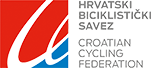 HRVATSKI
BICIKLISTIČKI
SAVEZ
CROATIAN
CYCLING
FEDERATION